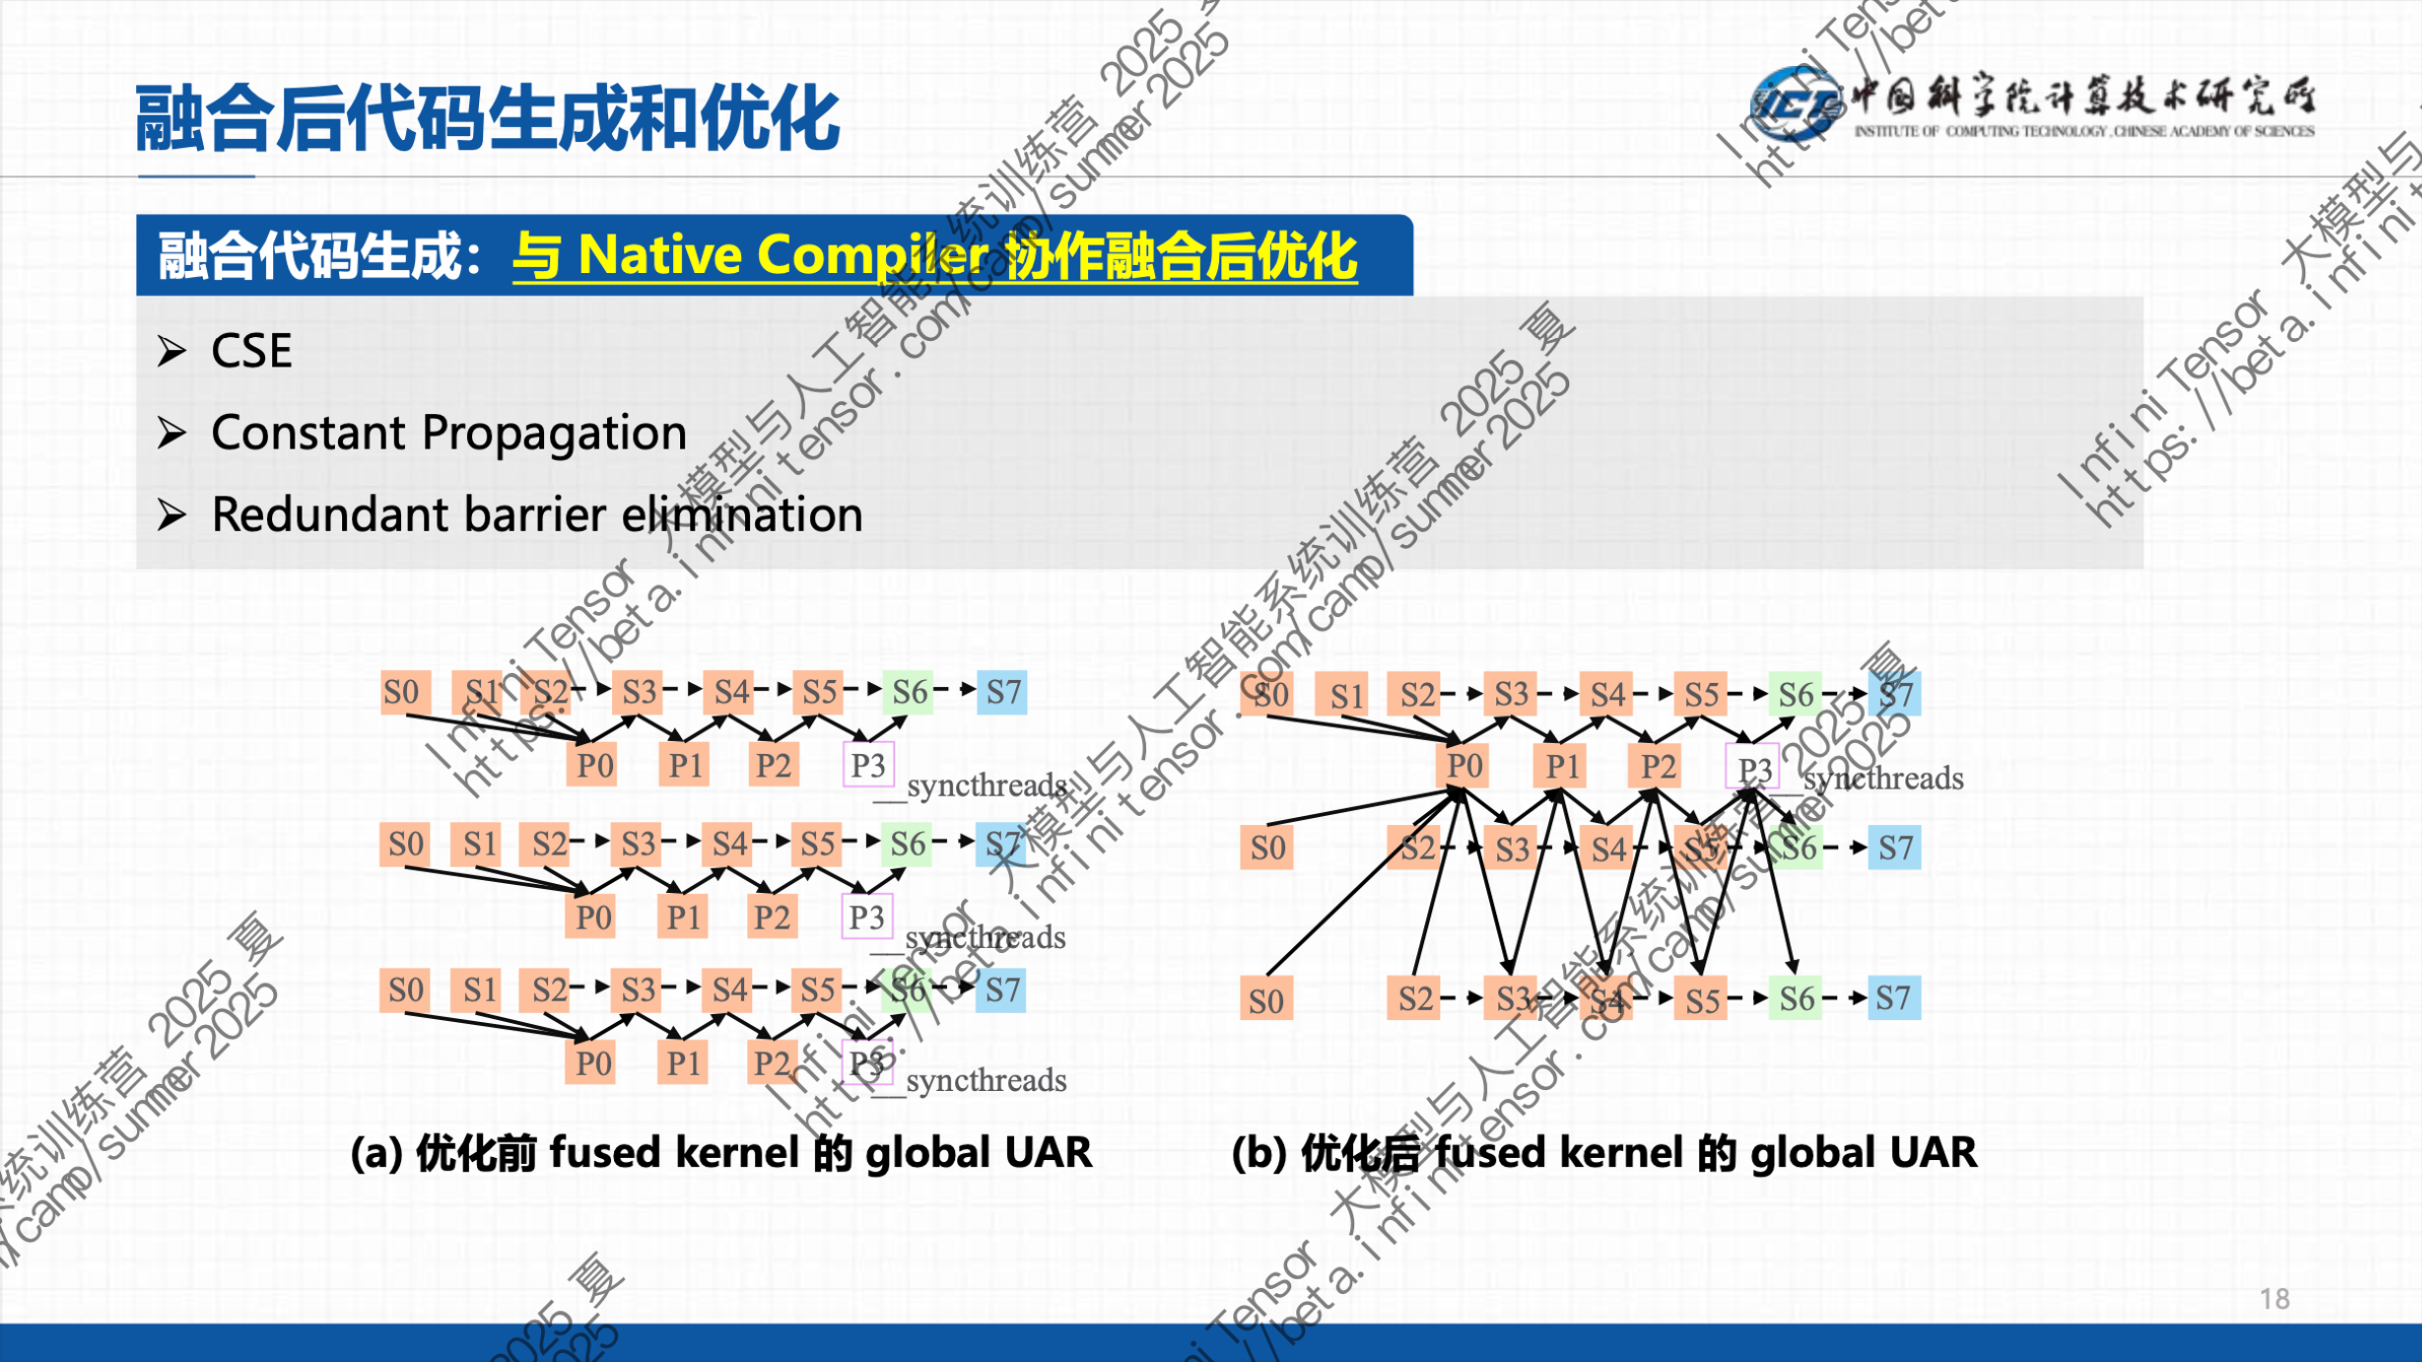 融合后代码生成和优化
中国科学院计算技术研究所
INSTITUTE OF COMPUTING TECHNOLOGY, CHINESE ACADEMY OF SCIENCES
融合代码生成：与 Native Compiler 协作融合后优化
➢ CSE
➢ Constant Propagation
➢ Redundant barrier elimination
S0 S1 S2 S3 S4 S5 S6 S7
P0 P1 P2 P3
__syncthreads
S0 S1 S2 S3 S4 S5 S6 S7
P0 P1 P2 P3
__syncthreads
S0 S1 S2 S3 S4 S5 S6 S7
P0 P1 P2 P3
__syncthreads
(a) 优化前 fused kernel 的 global UAR
S0 S1 S2 S3 S4 S5 S6 S7
P0 P1 P2 P3
__syncthreads
S0 S2 S3 S4 S5 S6 S7
S0 S2 S3 S4 S5 S6 S7
(b) 优化后 fused kernel 的 global UAR
18
InfiniTensor 大模型与人工智能系统训练营 2025 夏
https://beta.infinitensor.com/camp/summer2025